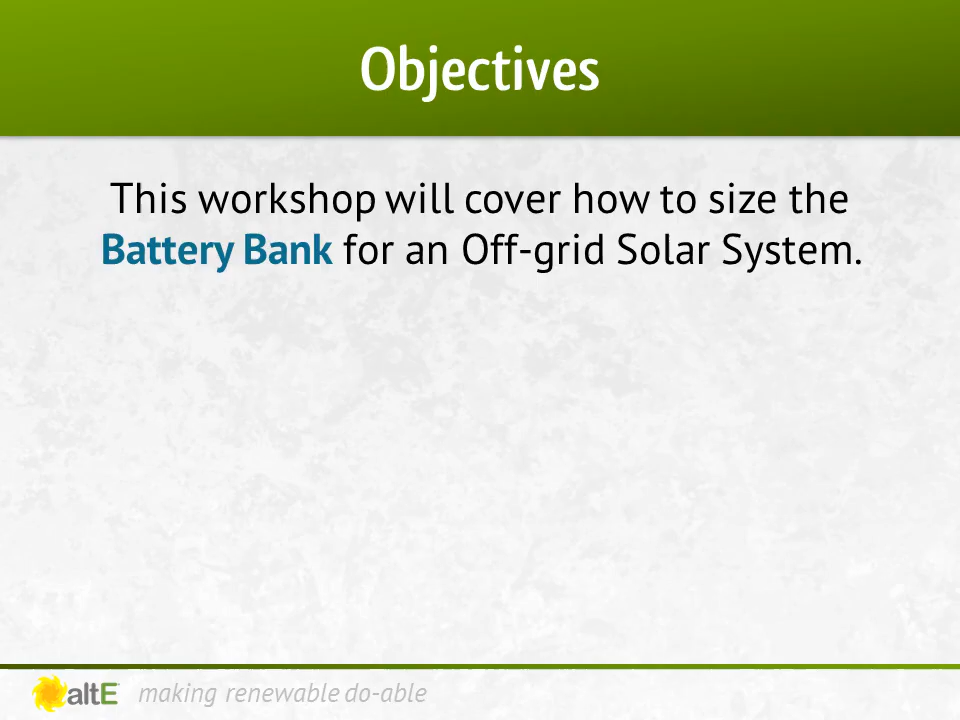 Objectives
This workshop will cover how to size the
Battery Bank for an Off-grid Solar System.
altE making renewable do-able